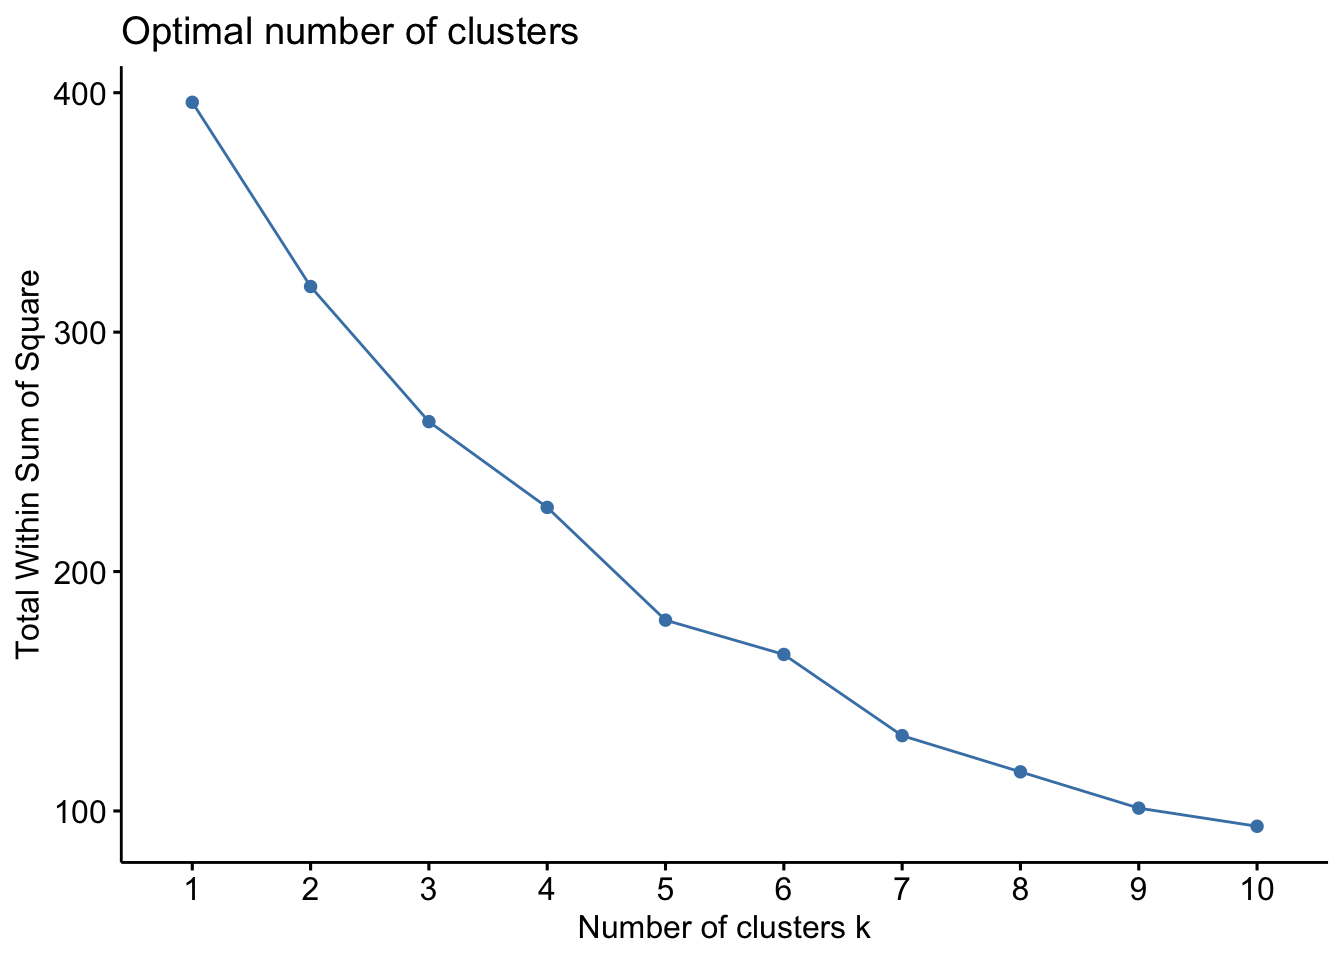 Optimal number of clusters
Total Within Sum of Square
400
300
200
100
1 2 3 4 5 6 7 8 9 10
Number of clusters k